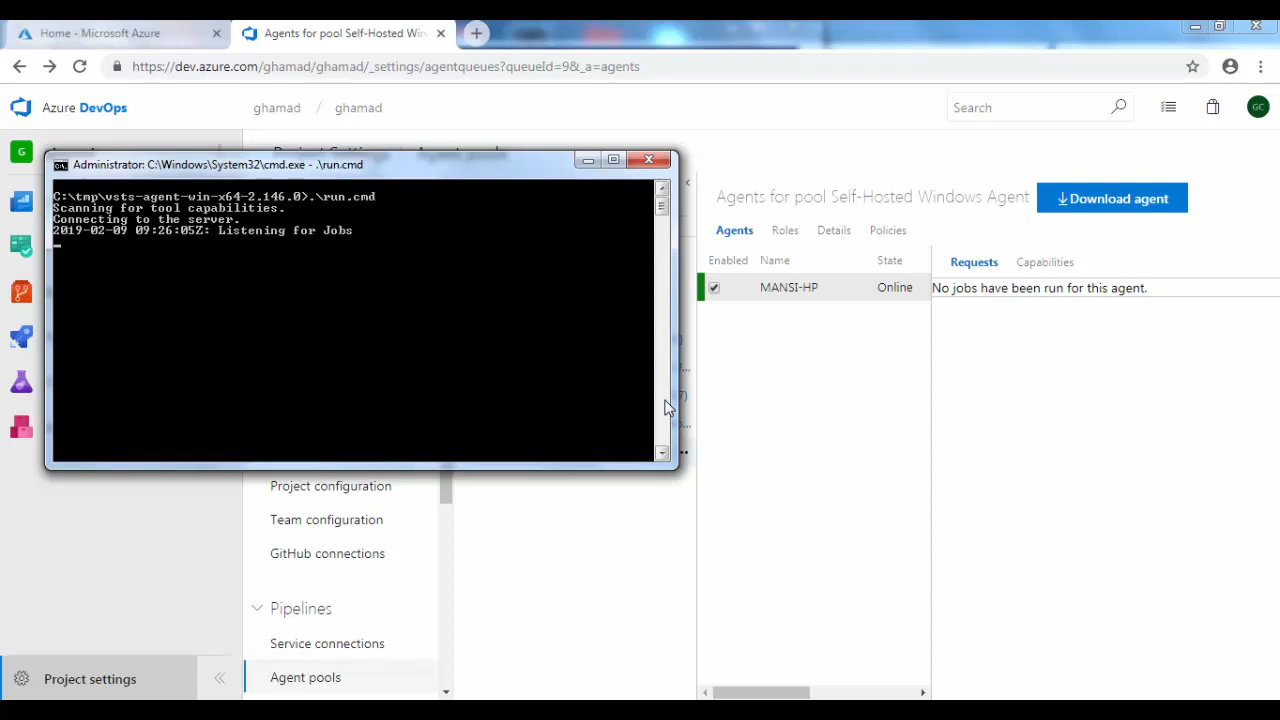 Home - Microsoft Azure
Agents for pool Self-Hosted Win
https://dev.azure.com/ghamad/ghamad/_settings/agentqueues?queueId=9&_a=agents
Azure DevOps
ghamad / ghamad
Search
GC
G
Administrator: C:\Windows\System32\cmd.exe - .\run.cmd
C:\tmp\vsts-agent-win-x64-2.146.0>.\run.cmd
Scanning for tool capabilities.
Connecting to the server.
2019-02-09 09:26:05Z: Listening for Jobs
Agents for pool Self-Hosted Windows Agent
Download agent
Agents Roles Details Policies
Enabled Name State
MANSI-HP Online
Requests Capabilities
No jobs have been run for this agent.
Project configuration
Team configuration
GitHub connections
Pipelines
Service connections
Agent pools
Project settings